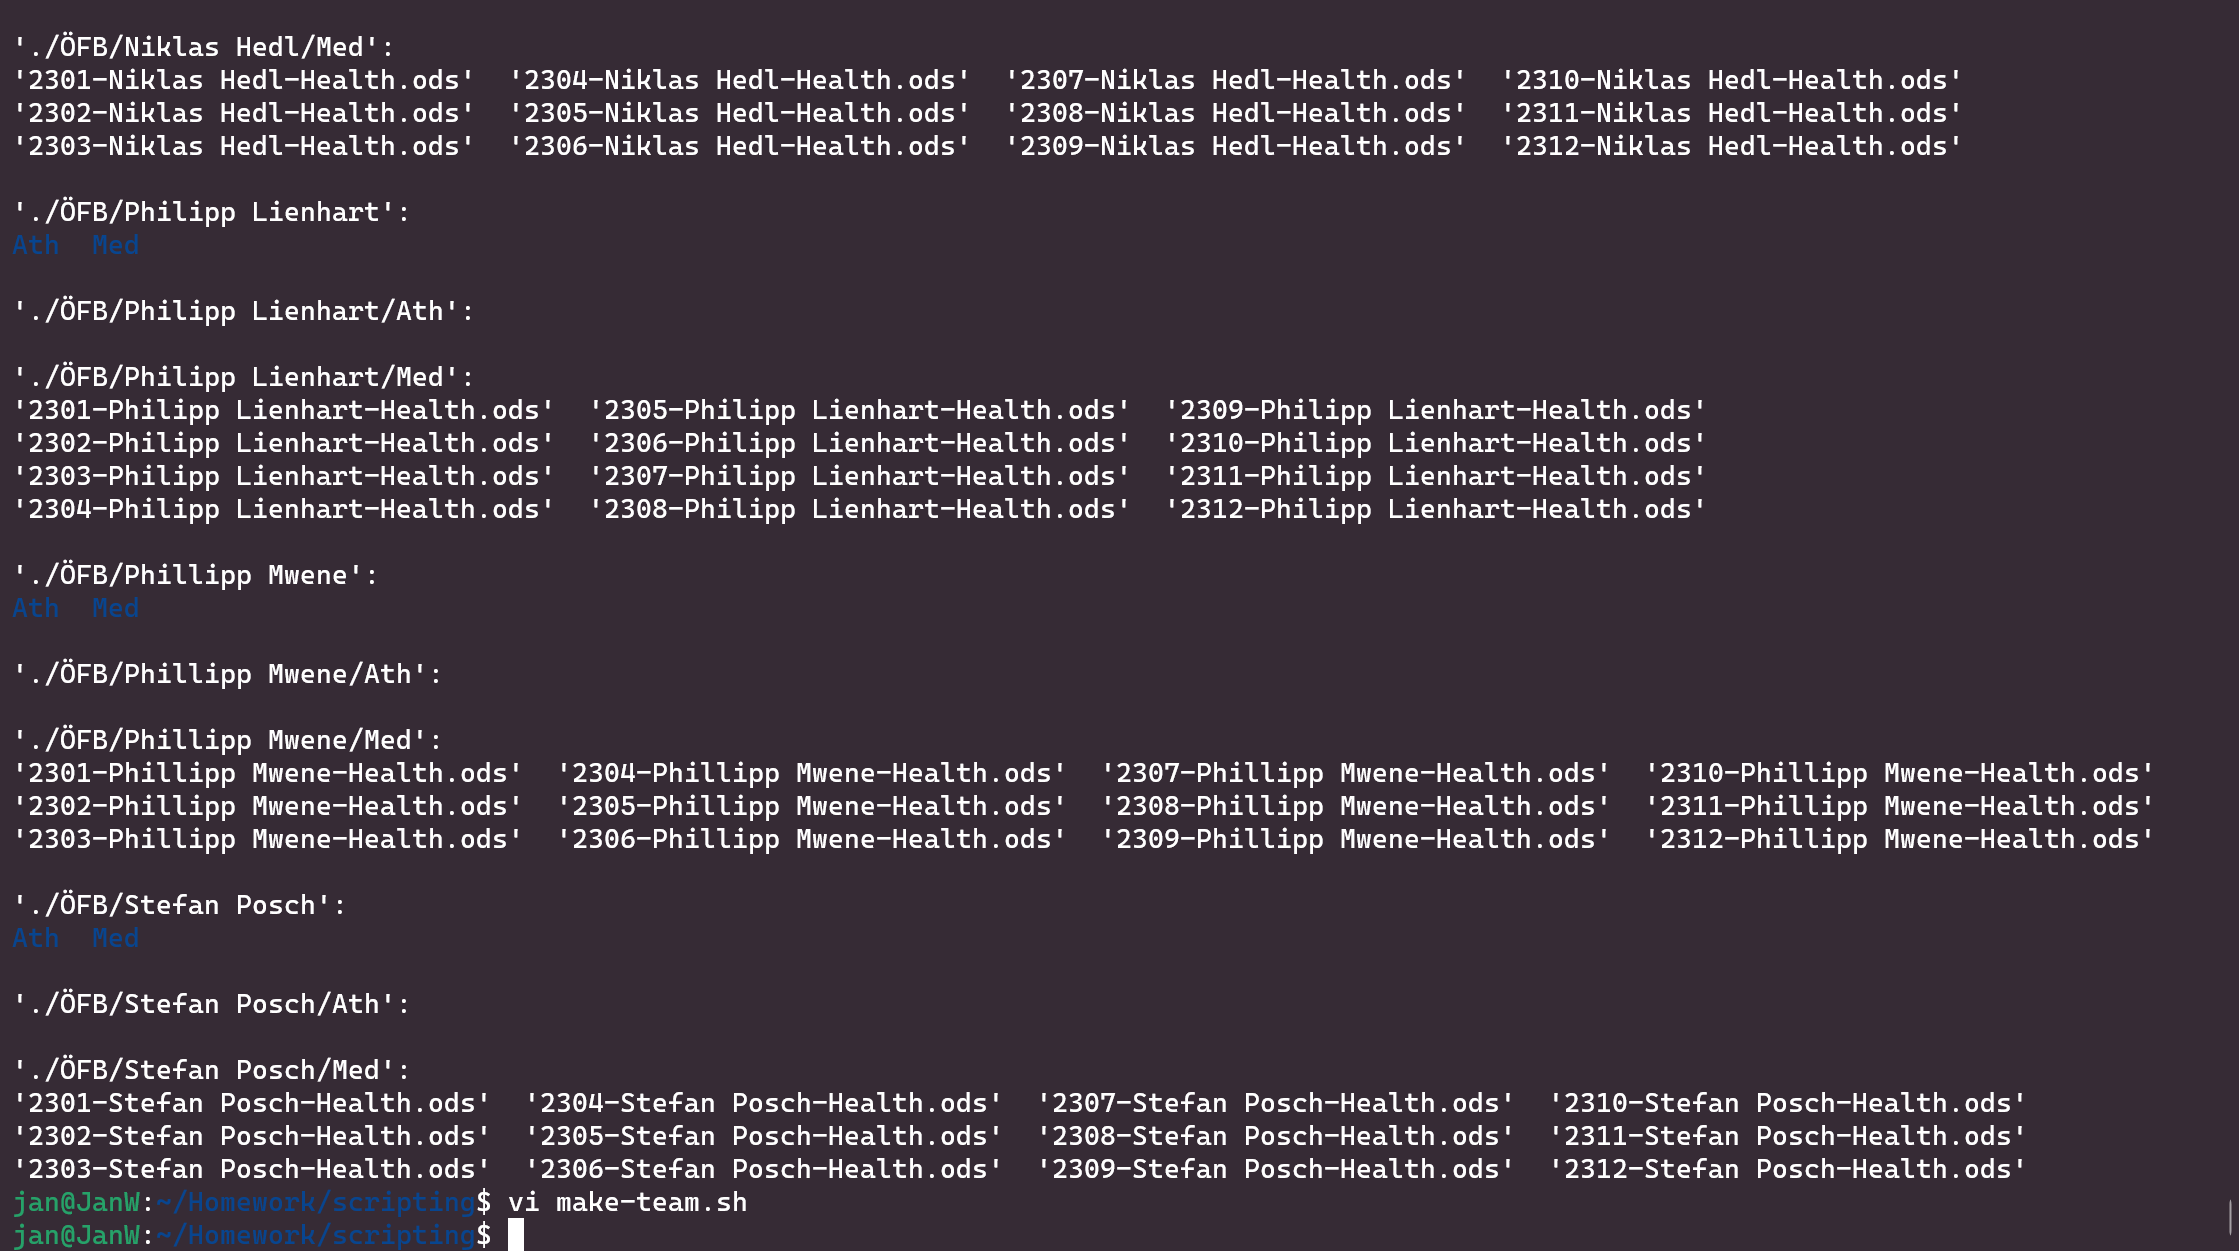 './ÖFB/Niklas Hedl/Med':
'2301-Niklas Hedl-Health.ods'  '2304-Niklas Hedl-Health.ods'  '2307-Niklas Hedl-Health.ods'  '2310-Niklas Hedl-Health.ods'
'2302-Niklas Hedl-Health.ods'  '2305-Niklas Hedl-Health.ods'  '2308-Niklas Hedl-Health.ods'  '2311-Niklas Hedl-Health.ods'
'2303-Niklas Hedl-Health.ods'  '2306-Niklas Hedl-Health.ods'  '2309-Niklas Hedl-Health.ods'  '2312-Niklas Hedl-Health.ods'
'./ÖFB/Philipp Lienhart':
Ath  Med
'./ÖFB/Philipp Lienhart/Ath':
'./ÖFB/Philipp Lienhart/Med':
'2301-Philipp Lienhart-Health.ods'  '2305-Philipp Lienhart-Health.ods'  '2309-Philipp Lienhart-Health.ods'
'2302-Philipp Lienhart-Health.ods'  '2306-Philipp Lienhart-Health.ods'  '2310-Philipp Lienhart-Health.ods'
'2303-Philipp Lienhart-Health.ods'  '2307-Philipp Lienhart-Health.ods'  '2311-Philipp Lienhart-Health.ods'
'2304-Philipp Lienhart-Health.ods'  '2308-Philipp Lienhart-Health.ods'  '2312-Philipp Lienhart-Health.ods'
'./ÖFB/Phillipp Mwene':
Ath  Med
'./ÖFB/Phillipp Mwene/Ath':
'./ÖFB/Phillipp Mwene/Med':
'2301-Phillipp Mwene-Health.ods'  '2304-Phillipp Mwene-Health.ods'  '2307-Phillipp Mwene-Health.ods'  '2310-Phillipp Mwene-Health.ods'
'2302-Phillipp Mwene-Health.ods'  '2305-Phillipp Mwene-Health.ods'  '2308-Phillipp Mwene-Health.ods'  '2311-Phillipp Mwene-Health.ods'
'2303-Phillipp Mwene-Health.ods'  '2306-Phillipp Mwene-Health.ods'  '2309-Phillipp Mwene-Health.ods'  '2312-Phillipp Mwene-Health.ods'
'./ÖFB/Stefan Posch':
Ath  Med
'./ÖFB/Stefan Posch/Ath':
'./ÖFB/Stefan Posch/Med':
'2301-Stefan Posch-Health.ods'  '2304-Stefan Posch-Health.ods'  '2307-Stefan Posch-Health.ods'  '2310-Stefan Posch-Health.ods'
'2302-Stefan Posch-Health.ods'  '2305-Stefan Posch-Health.ods'  '2308-Stefan Posch-Health.ods'  '2311-Stefan Posch-Health.ods'
'2303-Stefan Posch-Health.ods'  '2306-Stefan Posch-Health.ods'  '2309-Stefan Posch-Health.ods'  '2312-Stefan Posch-Health.ods'
jan@JanW:~/Homework/scripting$ vi make-team.sh
jan@JanW:~/Homework/scripting$